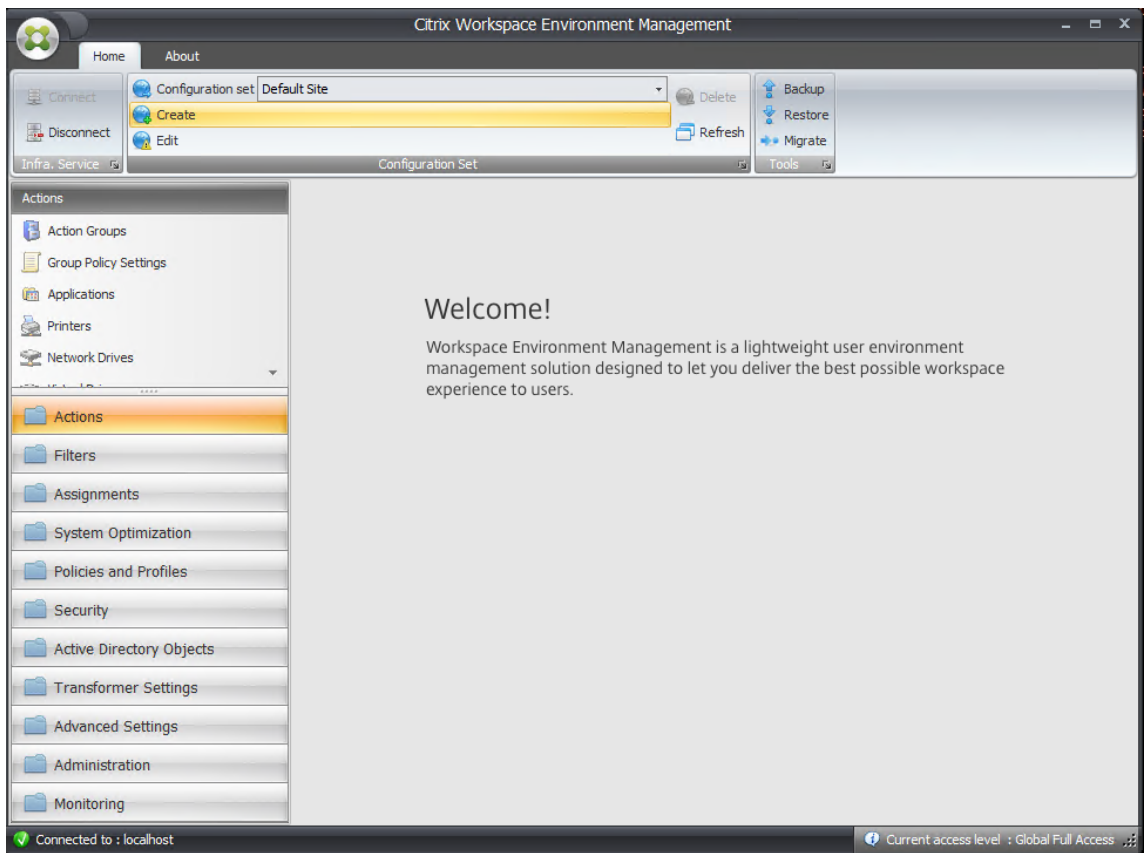 Citrix Workspace Environment Management
Home About
Connect
Disconnect
Infra. Service
Configuration set Default Site
Create
Edit
Delete
Refresh
Configuration Set
Backup
Restore
Migrate
Tools
Actions
Action Groups
Group Policy Settings
Applications
Printers
Network Drives
Actions
Filters
Assignments
System Optimization
Policies and Profiles
Security
Active Directory Objects
Transformer Settings
Advanced Settings
Administration
Monitoring
Welcome!
Workspace Environment Management is a lightweight user environment
management solution designed to let you deliver the best possible workspace
experience to users.
Connected to : localhost
Current access level : Global Full Access